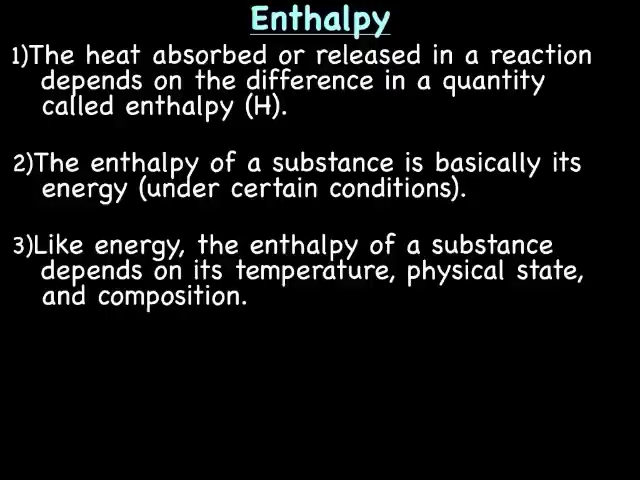 Enthalpy
1)The heat absorbed or released in a reaction
depends on the difference in a quantity
called enthalpy (H).
2)The enthalpy of a substance is basically its
energy (under certain conditions).
3)Like energy, the enthalpy of a substance
depends on its temperature, physical state,
and composition.